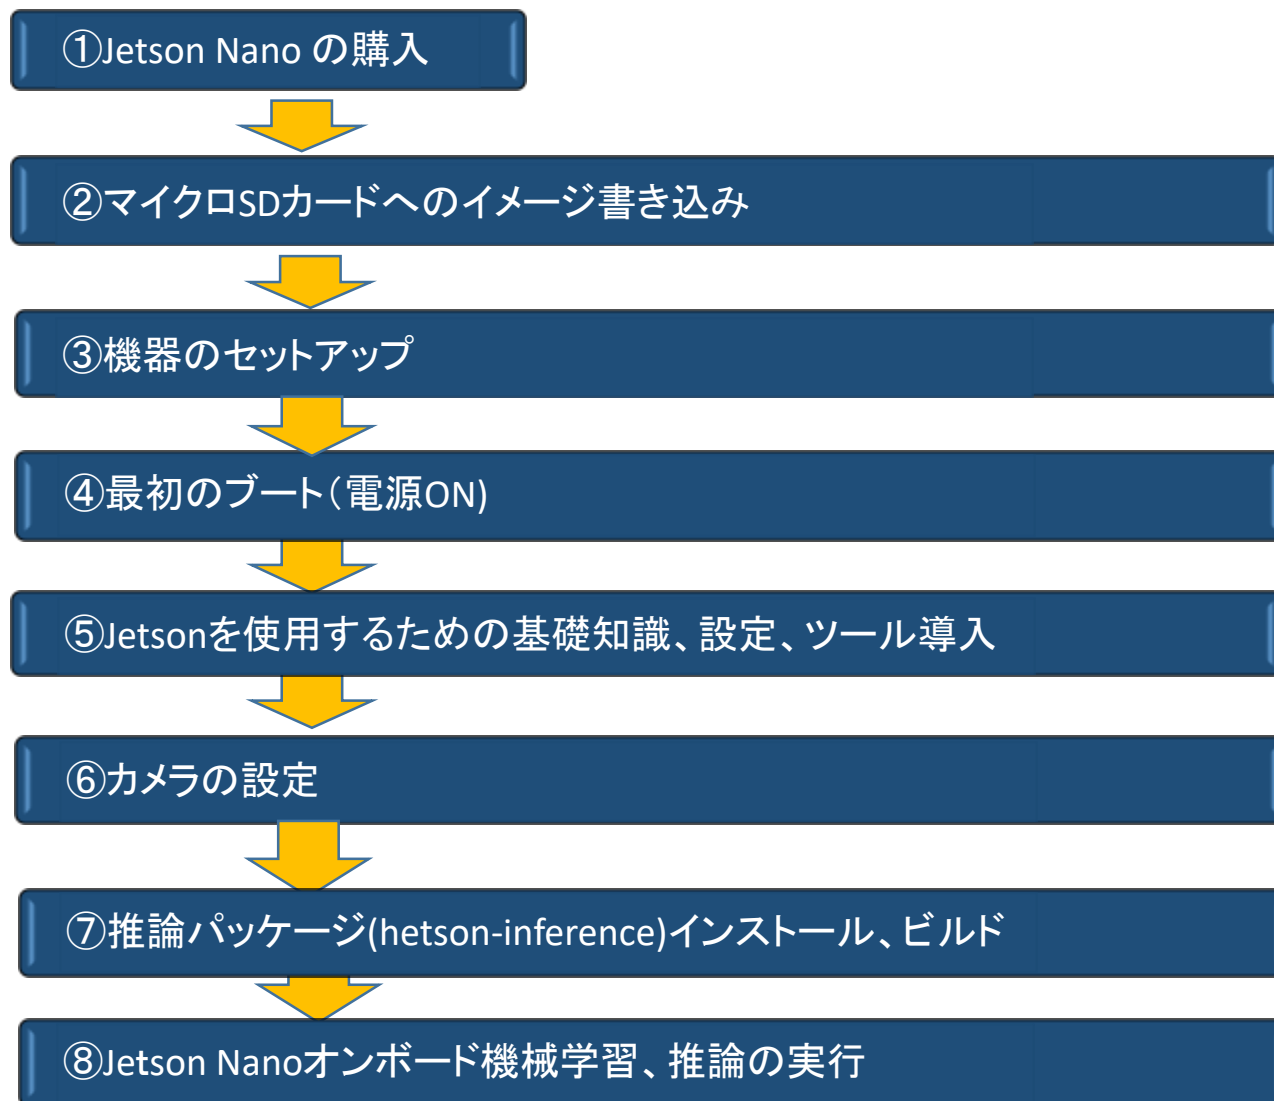 ①Jetson Nano の購入
②マイクロSDカードへのイメージ書き込み
③機器のセットアップ
④最初のブート（電源ON)
⑤Jetsonを使用するための基礎知識、設定、ツール導入
⑥カメラの設定
⑦推論パッケージ(hetson-inference)インストール、ビルド
⑧Jetson Nanoオンボード機械学習、推論の実行